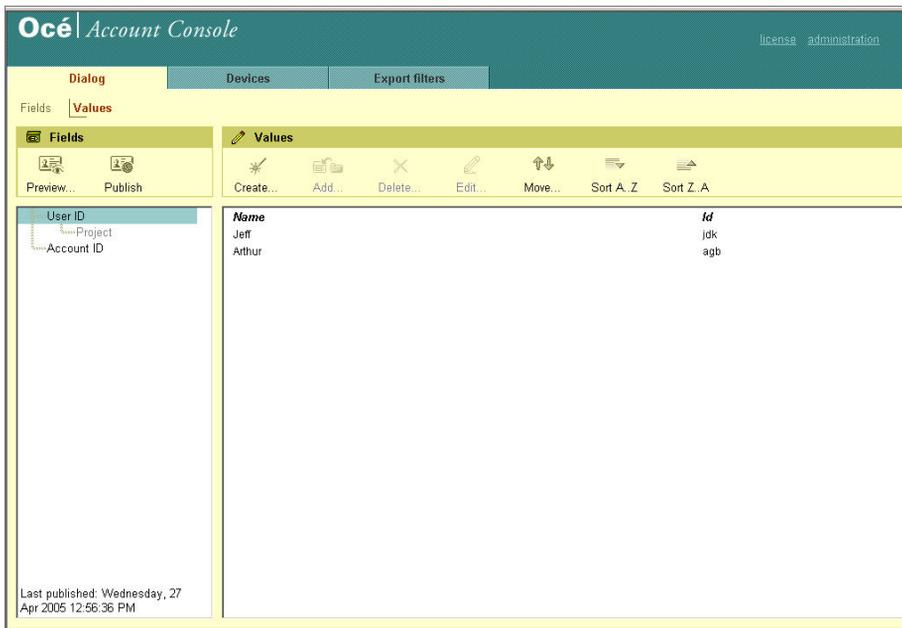 Océ Account Console
license administration
Dialog Devices Export filters
Fields Values
Fields
Values
Preview... Publish
Create... Add... Delete... Edit... Move... Sort A..Z Sort Z..A
User ID
Project
Account ID
Name Id
Jeff jdk
Arthur agb
Last published: Wednesday, 27
Apr 2005 12:56:36 PM